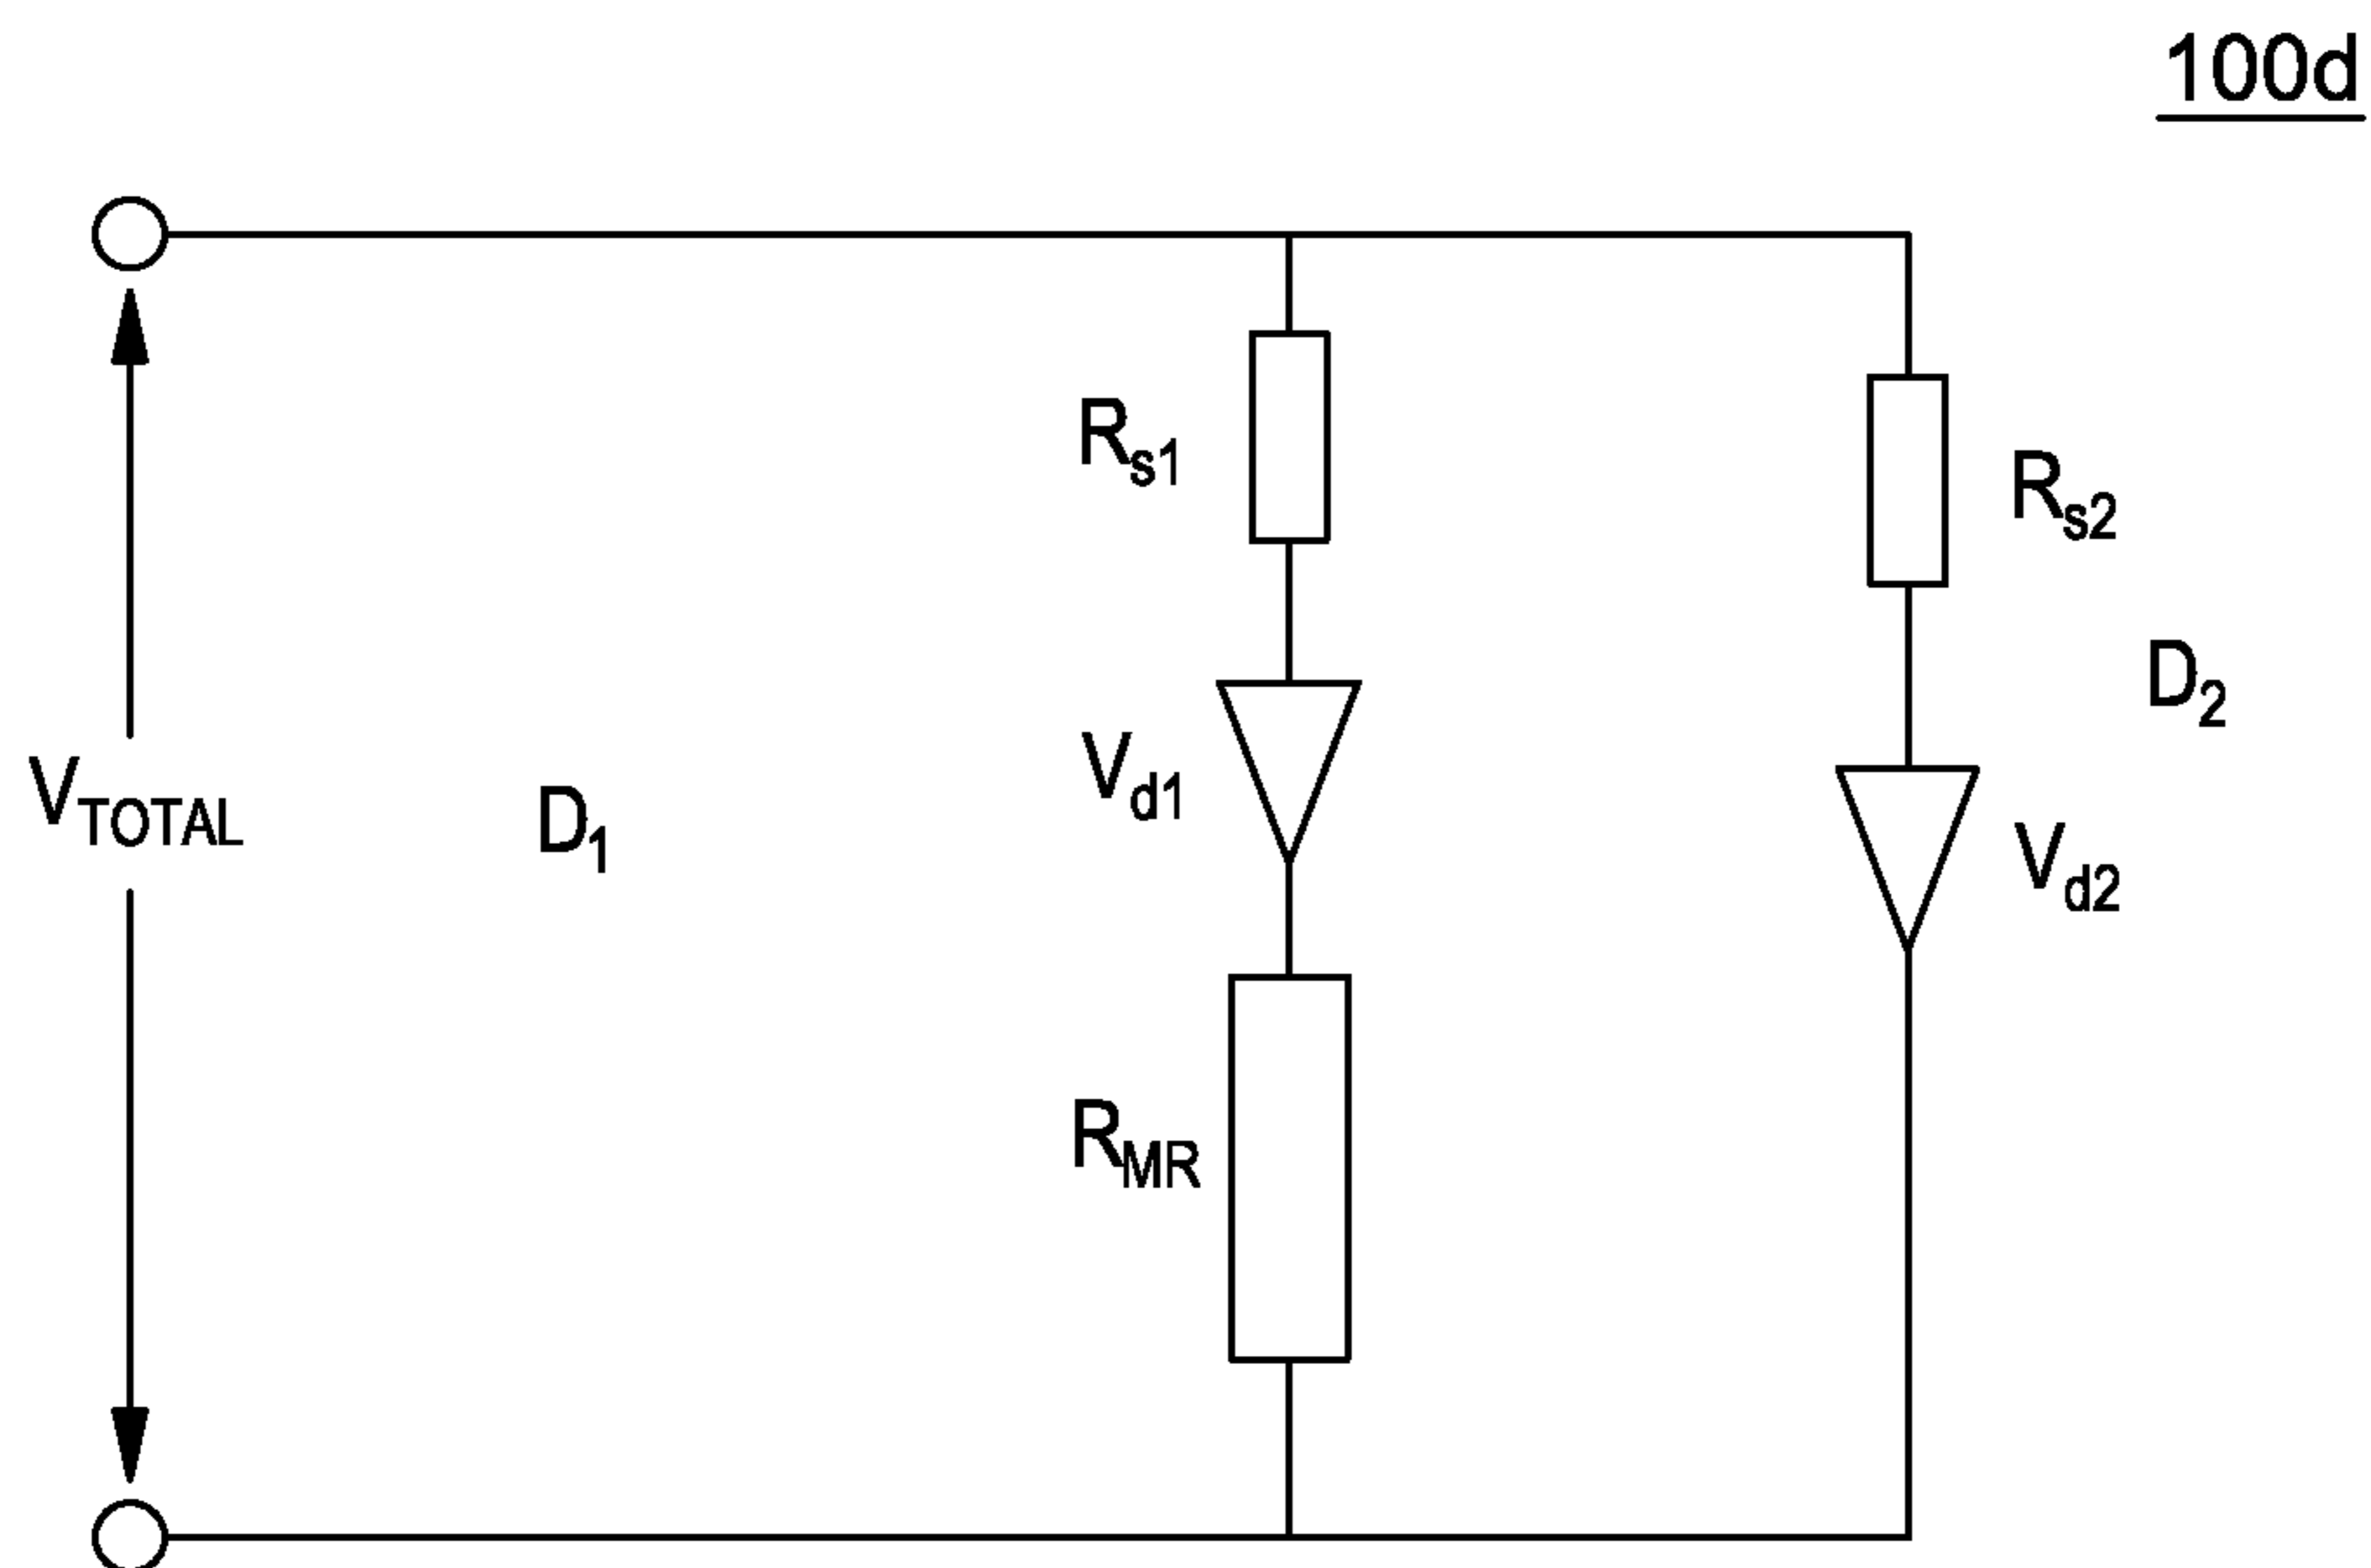 100d
Rs1
Rs2
D2
Vd1
VTOTAL
D1
Vd2
RMR